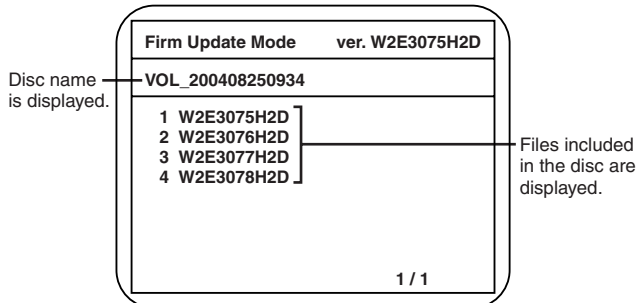 Firm Update Mode ver. W2E3075H2D
Disc name
is displayed.
VOL_200408250934
1 W2E3075H2D
2 W2E3076H2D
3 W2E3077H2D
4 W2E3078H2D
Files included
in the disc are
displayed.
1 / 1